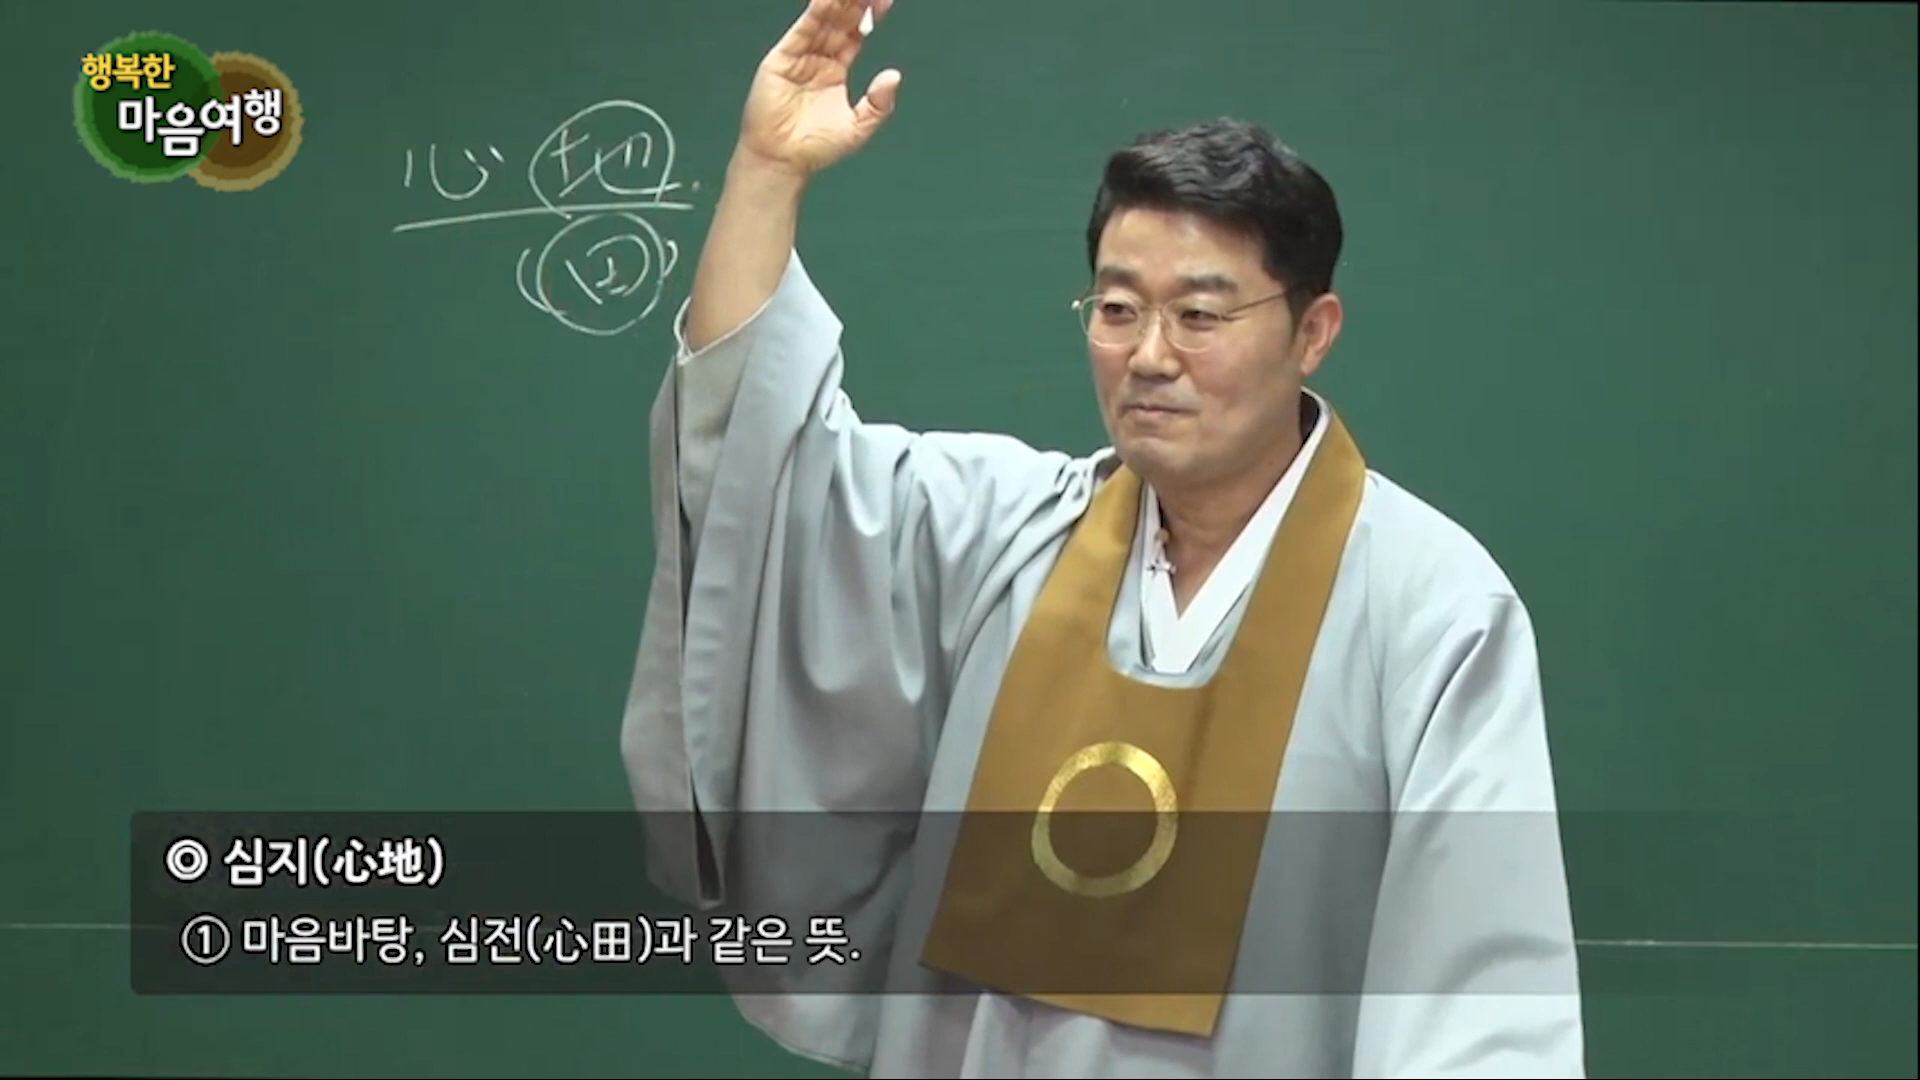 행복한
마음여행
心地
(田)
◎ 심지(心地)
① 마음바탕, 심전(心田)과 같은 뜻.